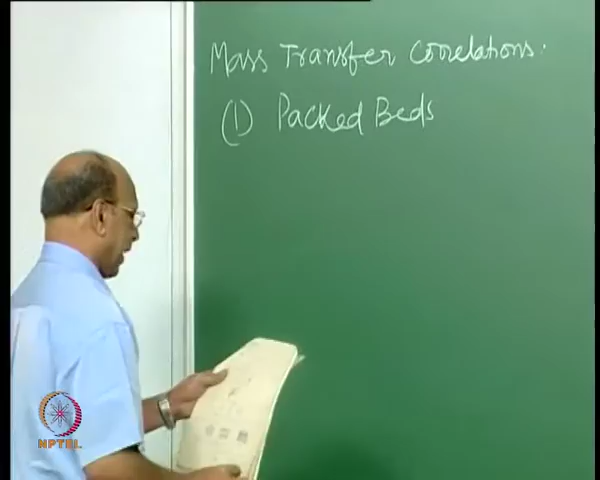 Mass Transfer Correlations.
(1) Packed Beds
NPTEL